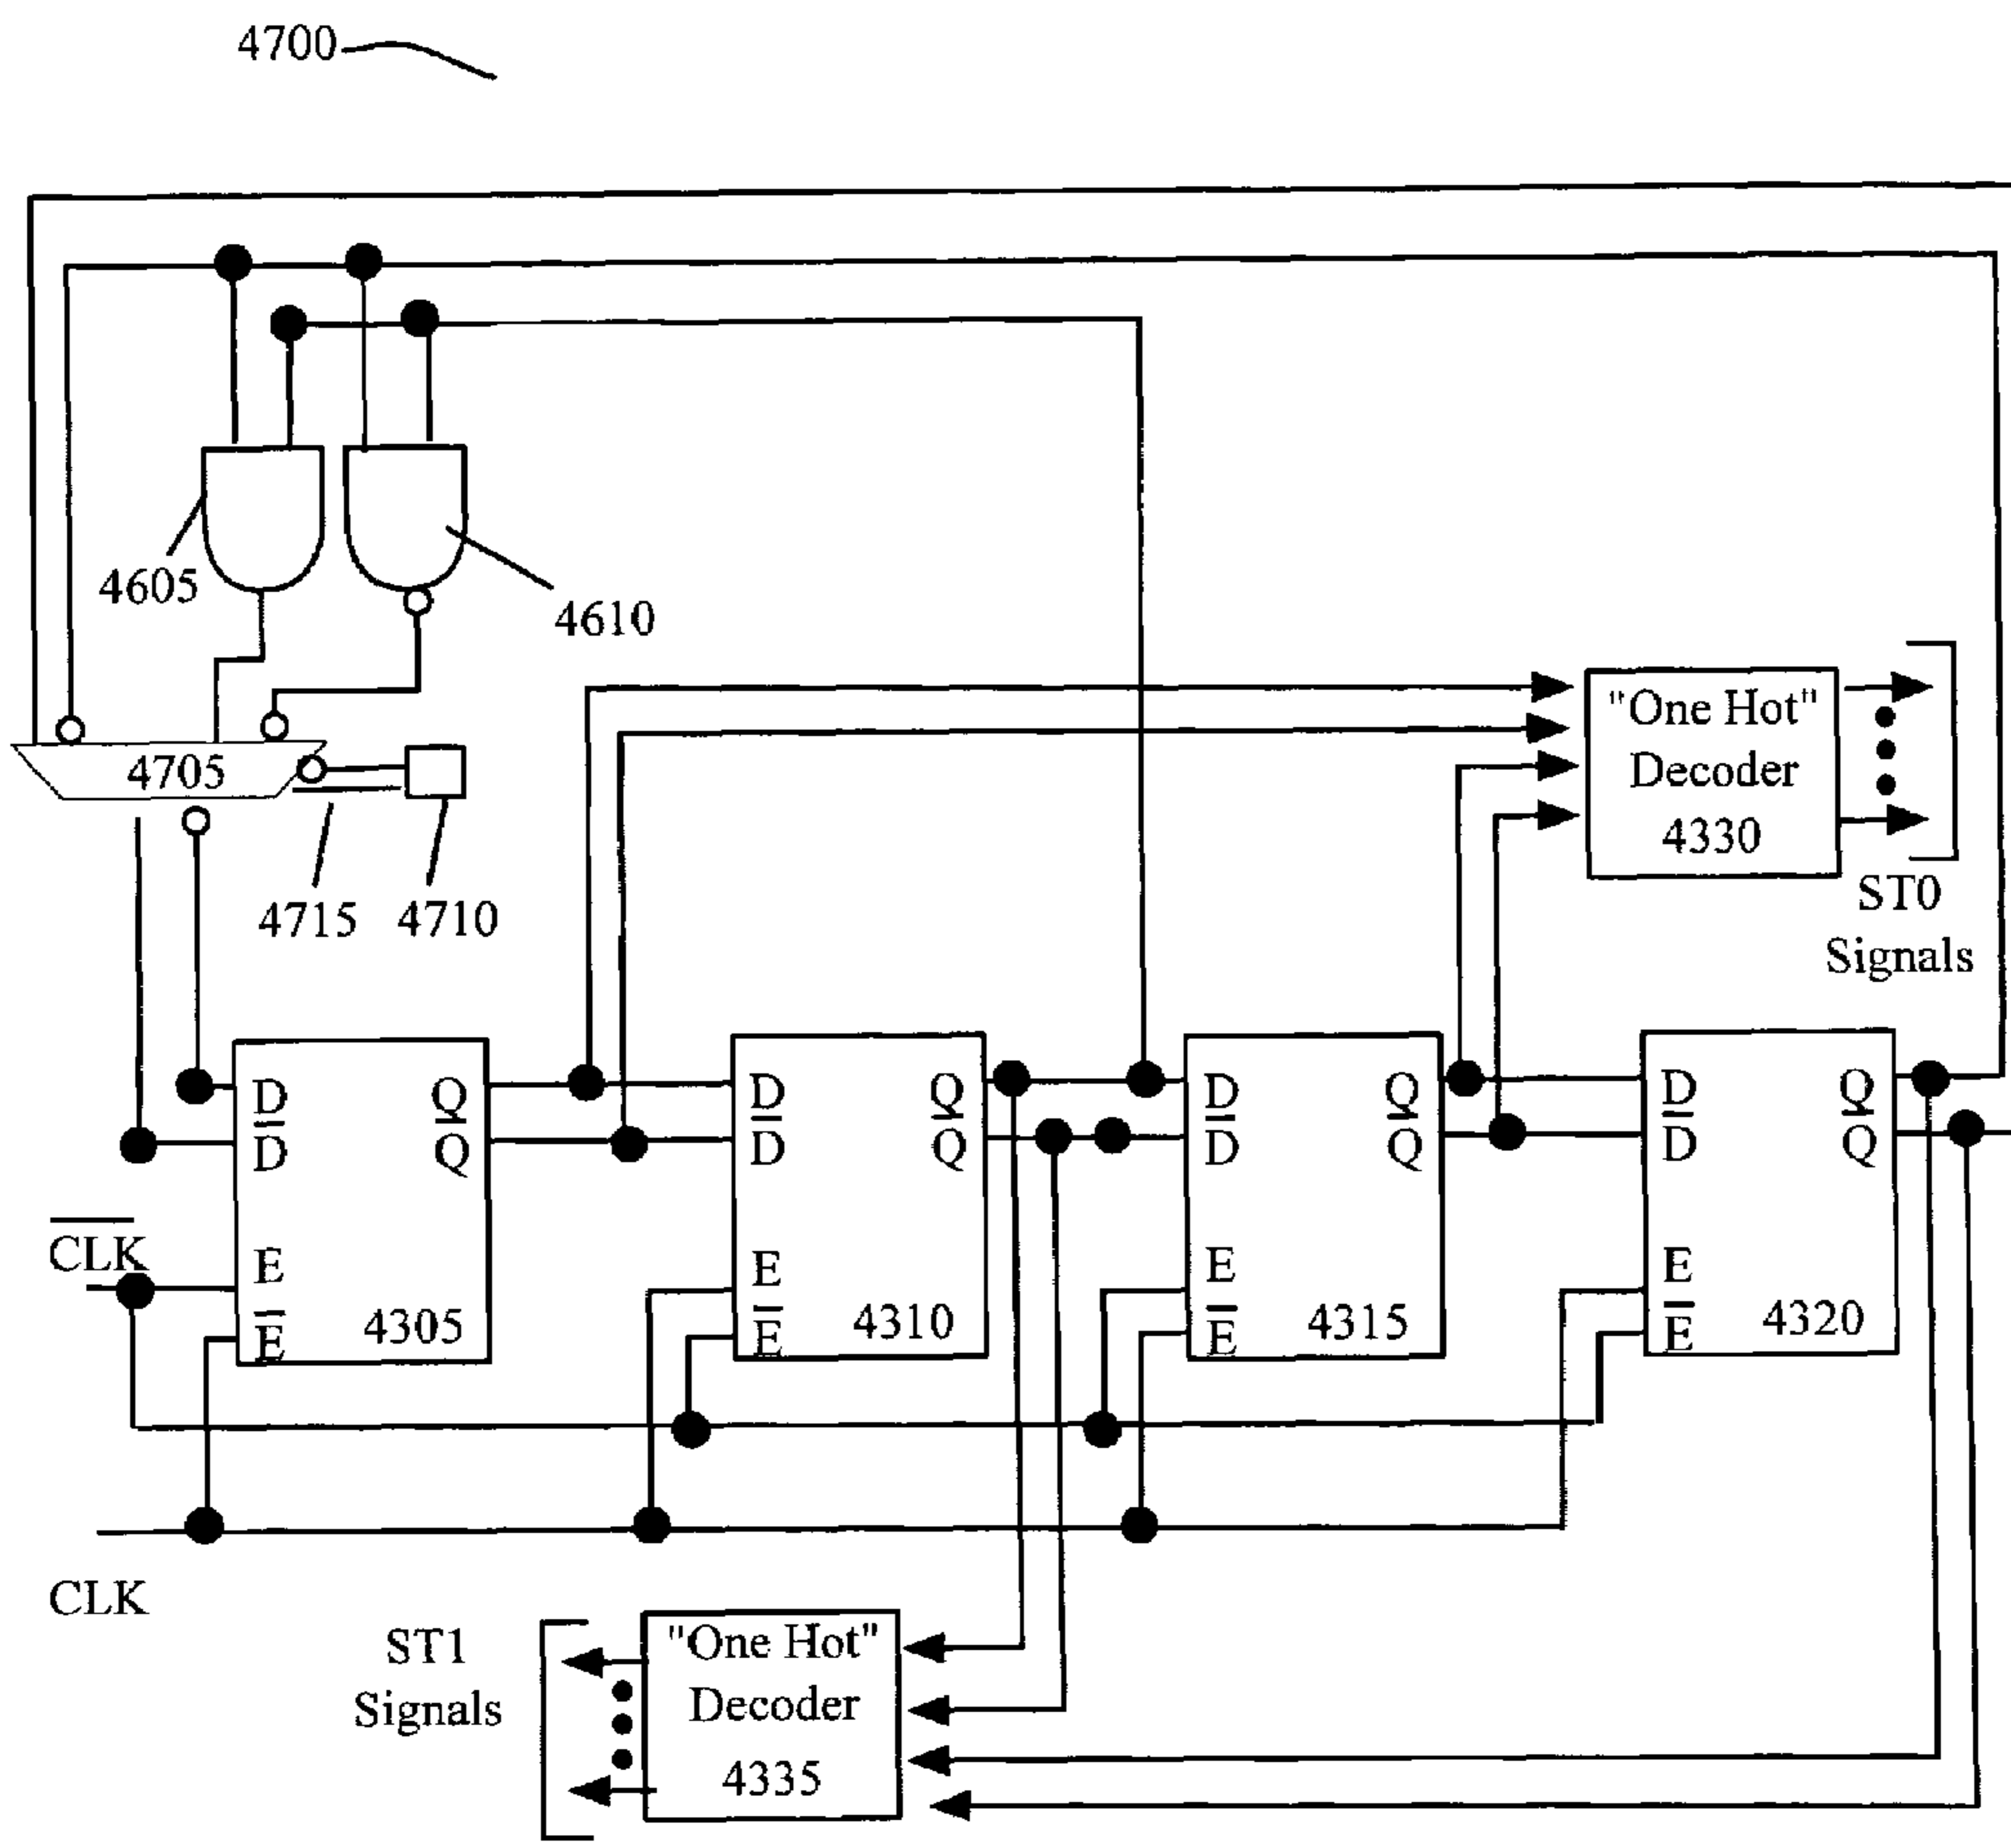 4700
4605
4610
4705
4715 4710
"One Hot"
Decoder
4330
ST0
Signals
D Q
D̅ Q̅
E
E̅ 4305
D Q
D̅ Q̅
E
E̅ 4310
D Q
D̅ Q̅
E
E̅ 4315
D Q
D̅ Q̅
E
E̅ 4320
C̅L̅K̅
CLK
ST1
Signals
"One Hot"
Decoder
4335